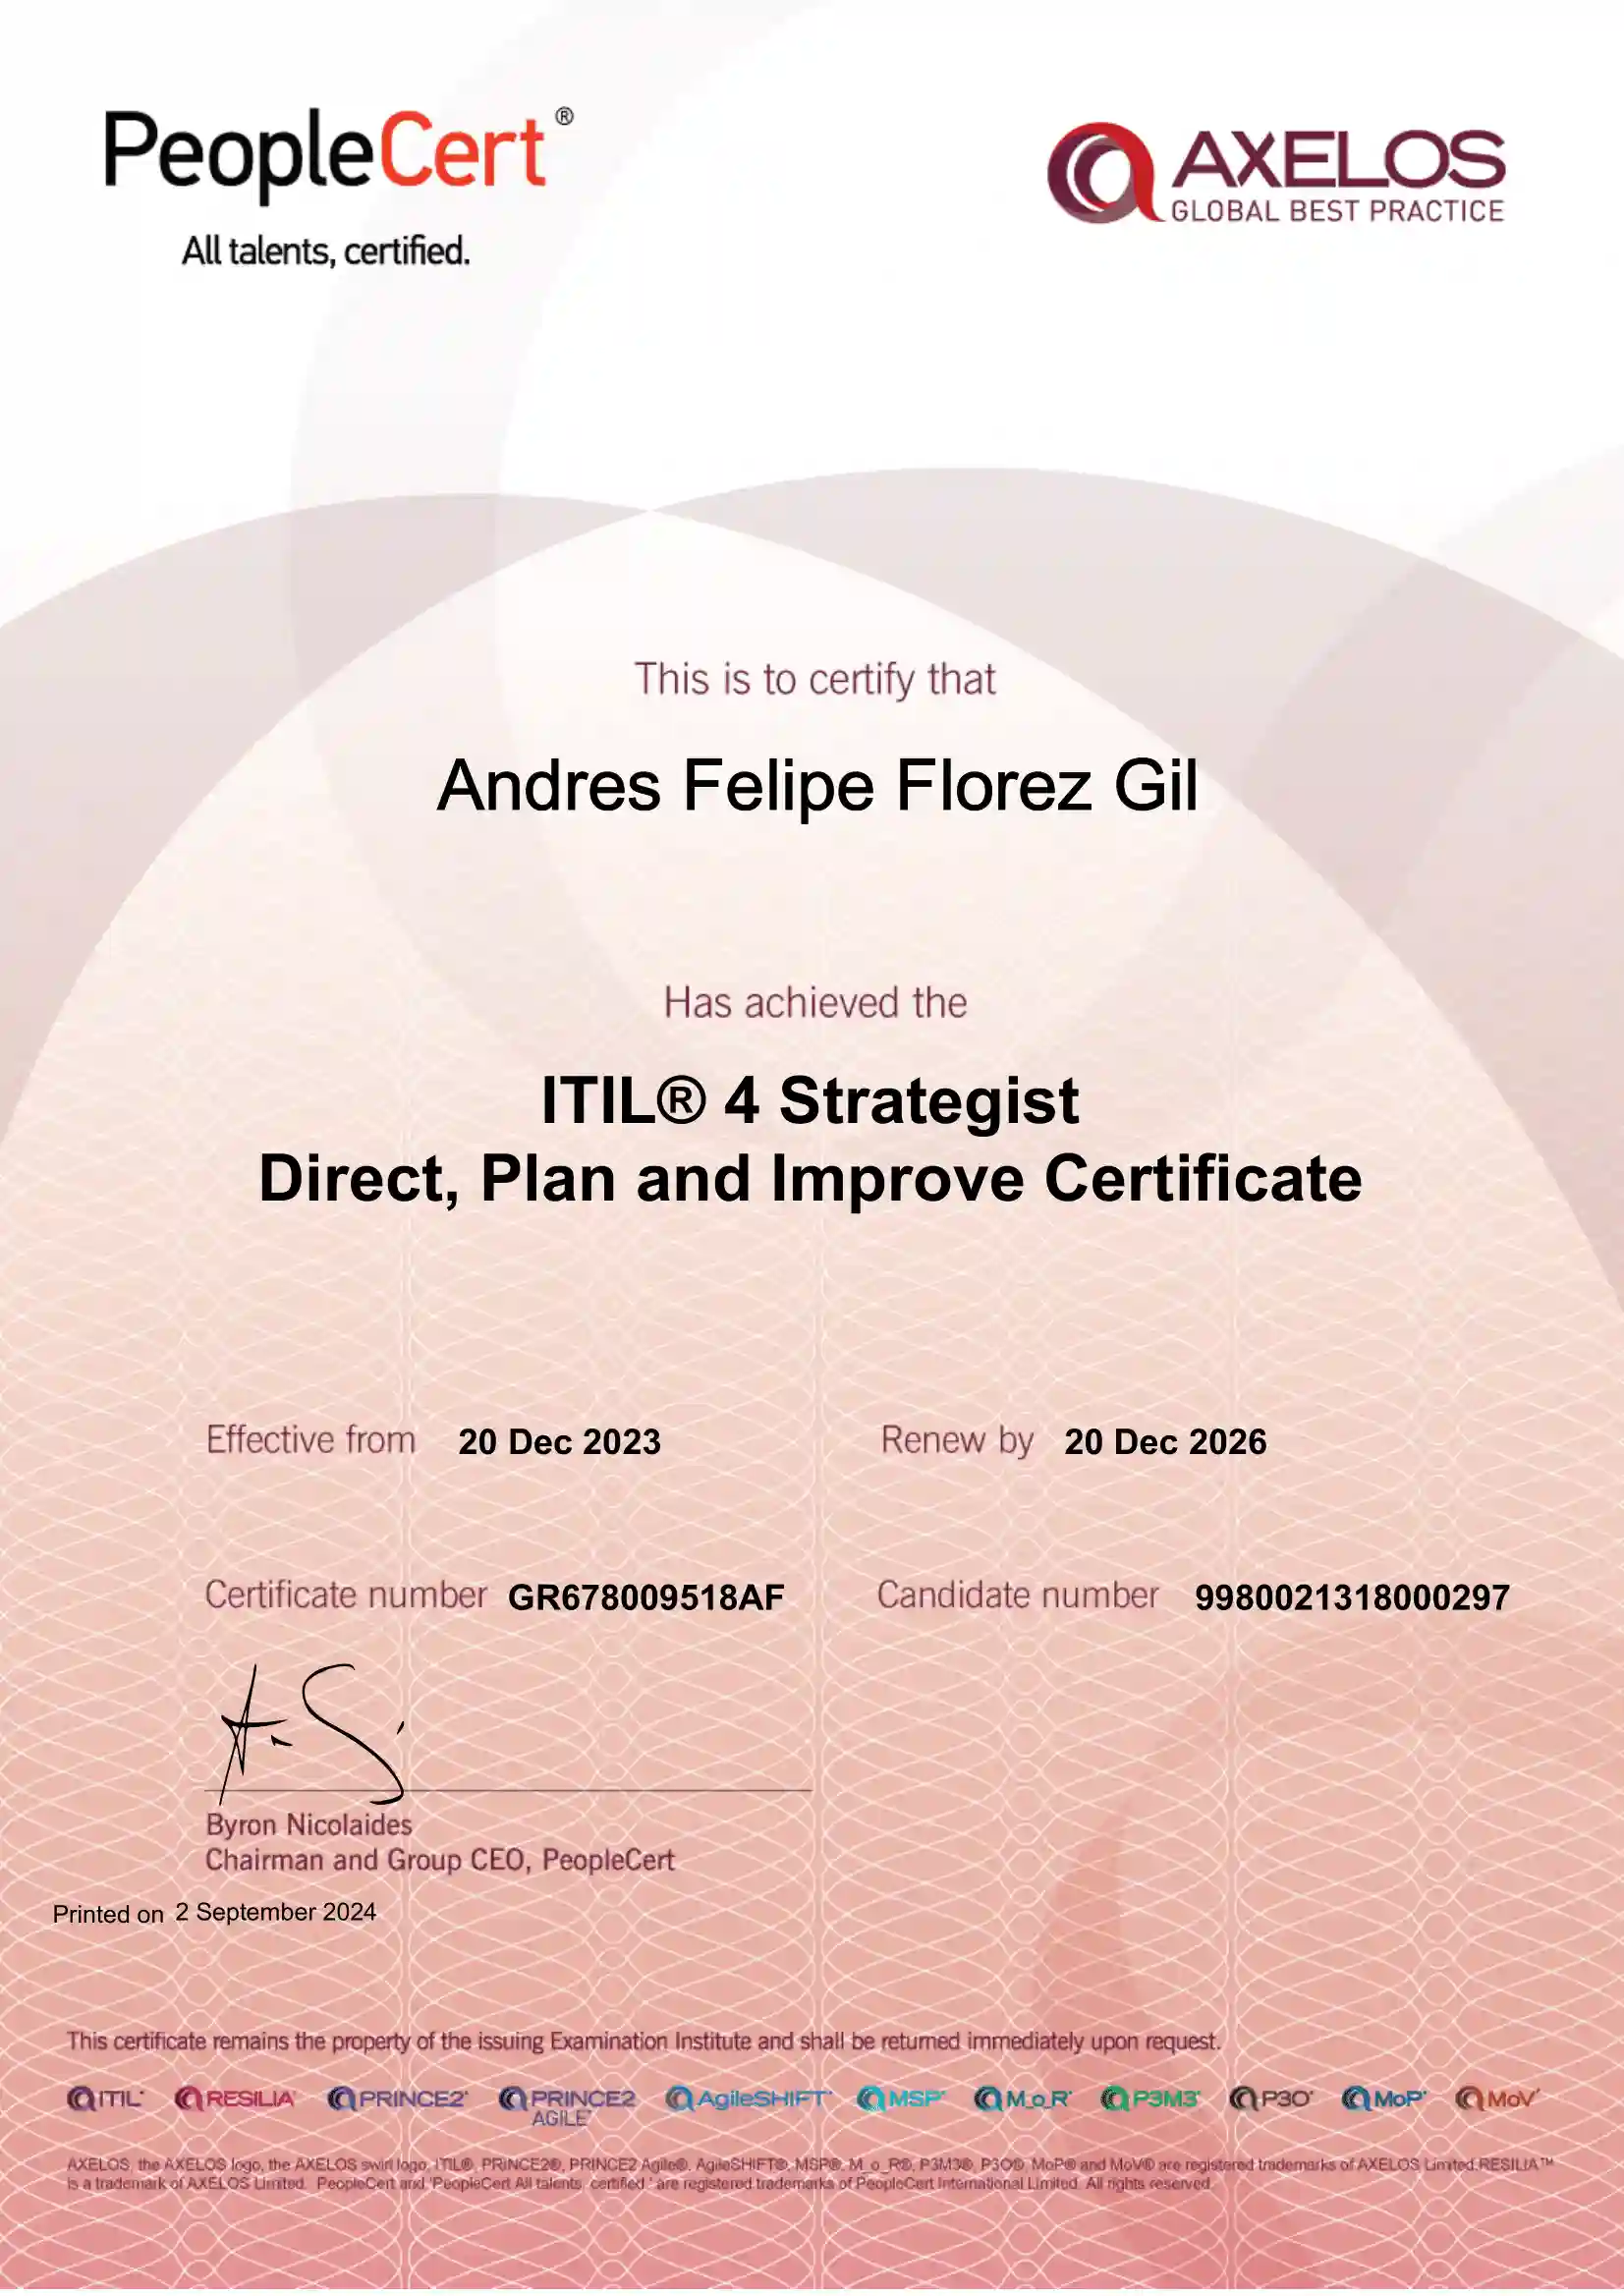 PeopleCert®
All talents, certified.
AXELOS
GLOBAL BEST PRACTICE
This is to certify that
Andres Felipe Florez Gil
Has achieved the
ITIL® 4 Strategist
Direct, Plan and Improve Certificate
Effective from 20 Dec 2023
Renew by 20 Dec 2026
Certificate number GR678009518AF
Candidate number 9980021318000297
Byron Nicolaides
Chairman and Group CEO, PeopleCert
Printed on 2 September 2024
This certificate remains the property of the issuing Examination Institute and shall be returned immediately upon request.
ITIL® RESILIA® PRINCE2® PRINCE2 AGILE® AgileSHIFT® MSP® M_o_R® P3M3® P3O® MoP® MoV®
AXELOS, the AXELOS logo, the AXELOS swirl logo, ITIL®, PRINCE2®, PRINCE2 Agile®, AgileSHIFT®, MSP®, M_o_R®, P3M3®, P3O®, MoP® and MoV® are registered trademarks of AXELOS Limited. RESILIA™
is a trademark of AXELOS Limited. PeopleCert and 'PeopleCert All talents, certified.' are registered trademarks of PeopleCert International Limited. All rights reserved.